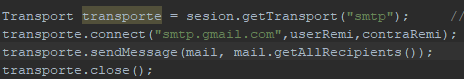 Transport transporte = sesion.getTransport("smtp"); //
transporte.connect("smtp.gmail.com",userRemi,contraRemi);
transporte.sendMessage(mail, mail.getAllRecipients());
transporte.close();